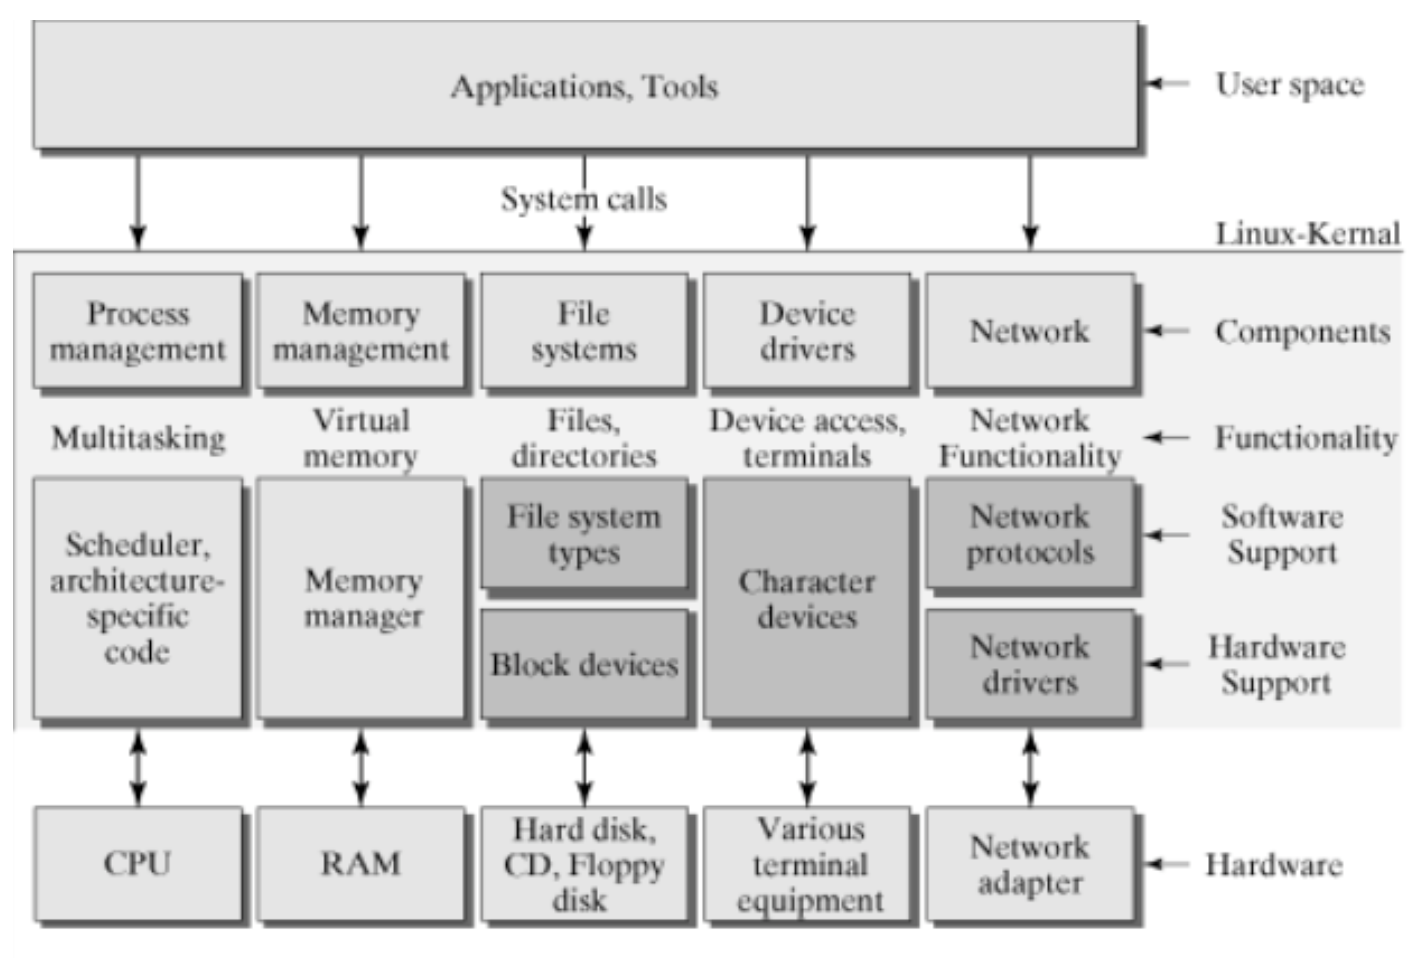 Applications, Tools
User space
System calls
Linux-Kernal
Process
management
Memory
management
File
systems
Device
drivers
Network
Components
Multitasking
Virtual
memory
Files,
directories
Device access,
terminals
Network
Functionality
Functionality
Scheduler,
architecture-
specific
code
Memory
manager
File system
types
Block devices
Character
devices
Network
protocols
Network
drivers
Software
Support
Hardware
Support
CPU
RAM
Hard disk,
CD, Floppy
disk
Various
terminal
equipment
Network
adapter
Hardware